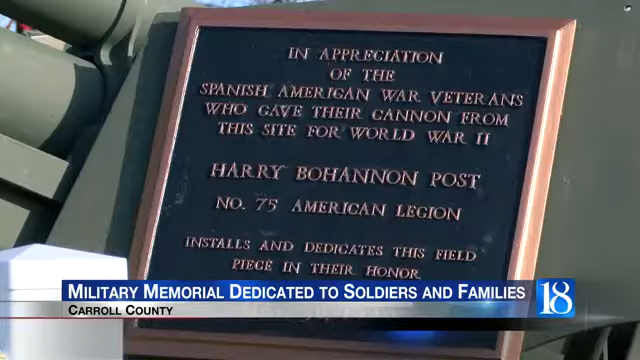 IN APPRECIATION
OF THE
SPANISH AMERICAN WAR VETERANS
WHO GAVE THEIR CANNON FROM
THIS SITE FOR WORLD WAR II
HARRY BOHANNON POST
NO. 75 AMERICAN LEGION
INSTALLS AND DEDICATES THIS FIELD
PIECE IN THEIR HONOR
MILITARY MEMORIAL DEDICATED TO SOLDIERS AND FAMILIES
CARROLL COUNTY
18